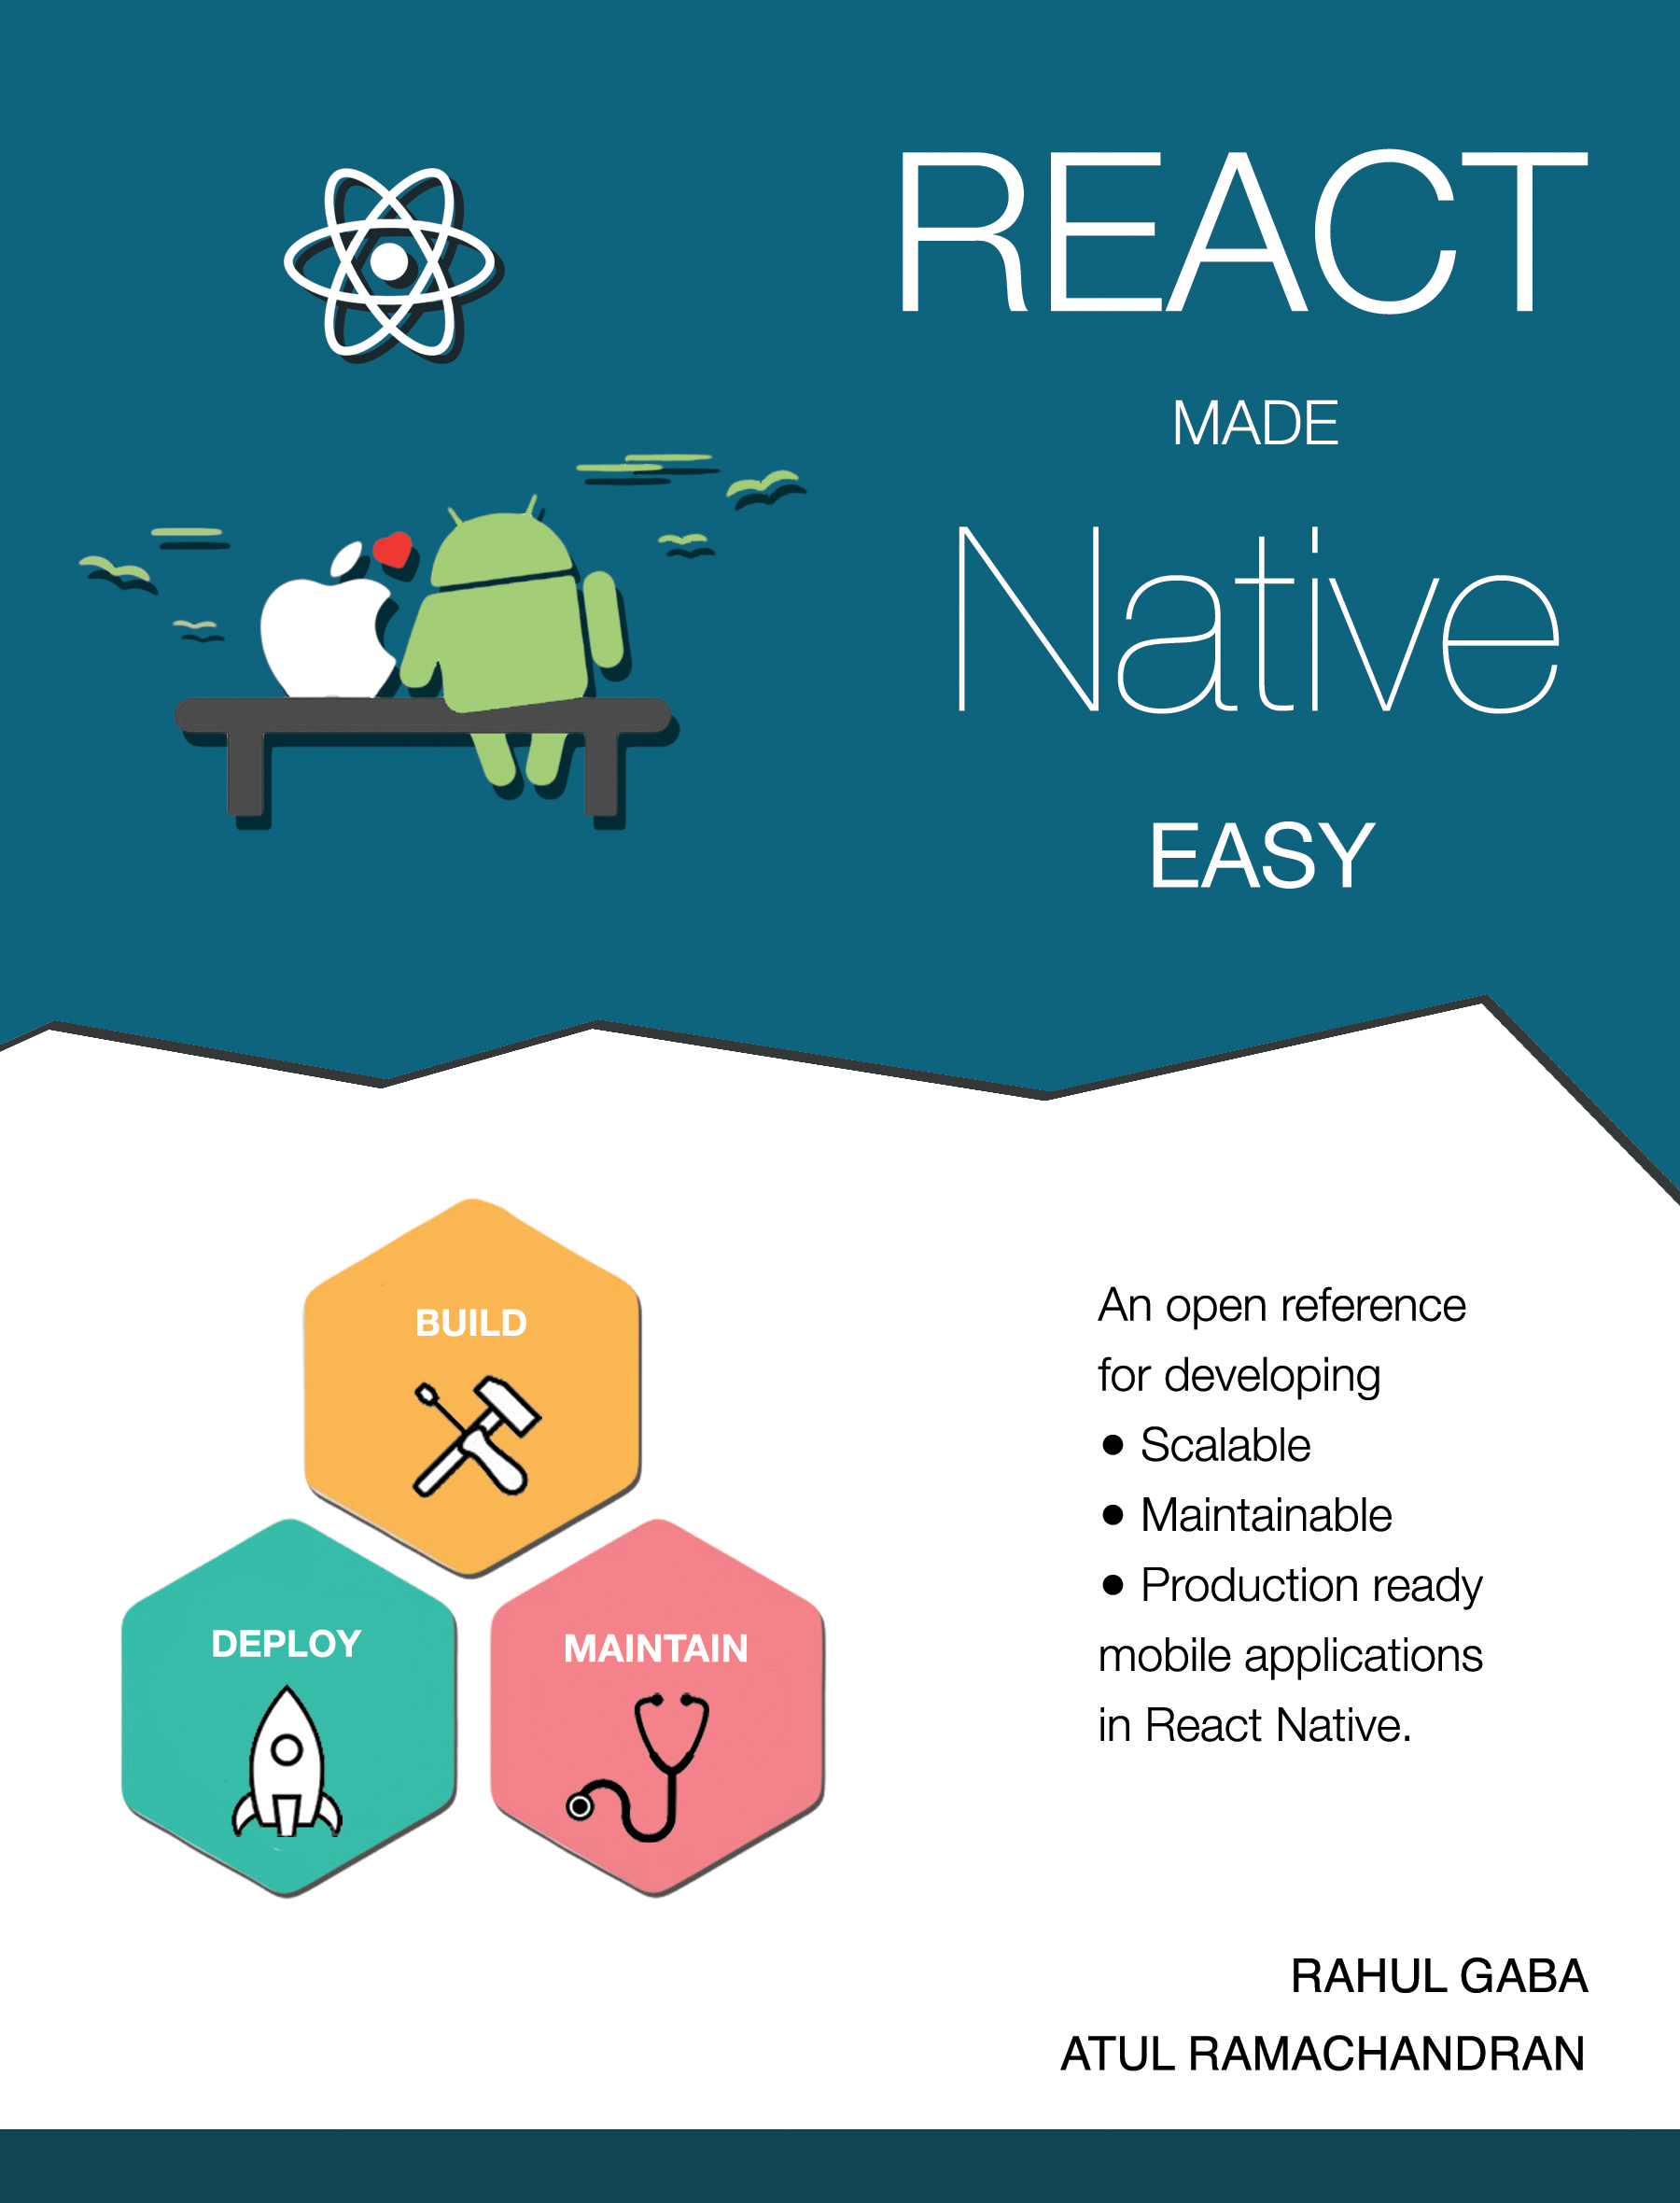 REACT
MADE
Native
EASY
BUILD
DEPLOY
MAINTAIN
An open reference
for developing
● Scalable
● Maintainable
● Production ready
mobile applications
in React Native.
RAHUL GABA
ATUL RAMACHANDRAN